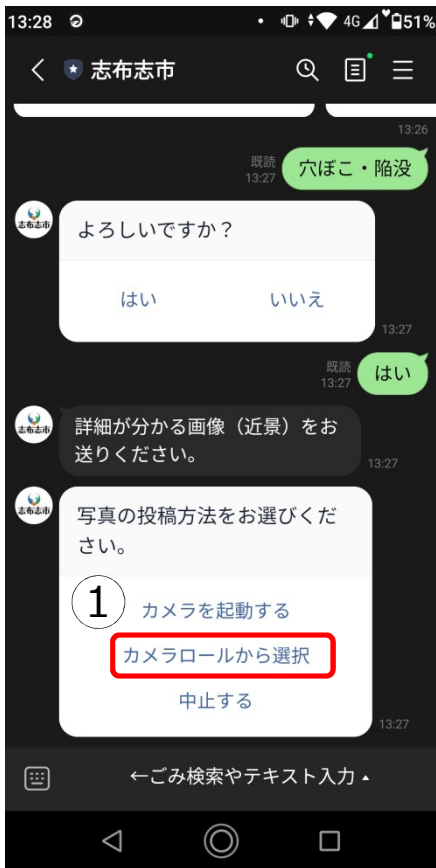 13:28
4G
51%
志布志市
13:26
既読
13:27
穴ぼこ・陥没
志布志市
よろしいですか？
はい
いいえ
13:27
既読
13:27
はい
志布志市
詳細が分かる画像（近景）をお
送りください。
13:27
志布志市
写真の投稿方法をお選びくだ
さい。
①
カメラを起動する
カメラロールから選択
中止する
13:27
←ごみ検索やテキスト入力▴